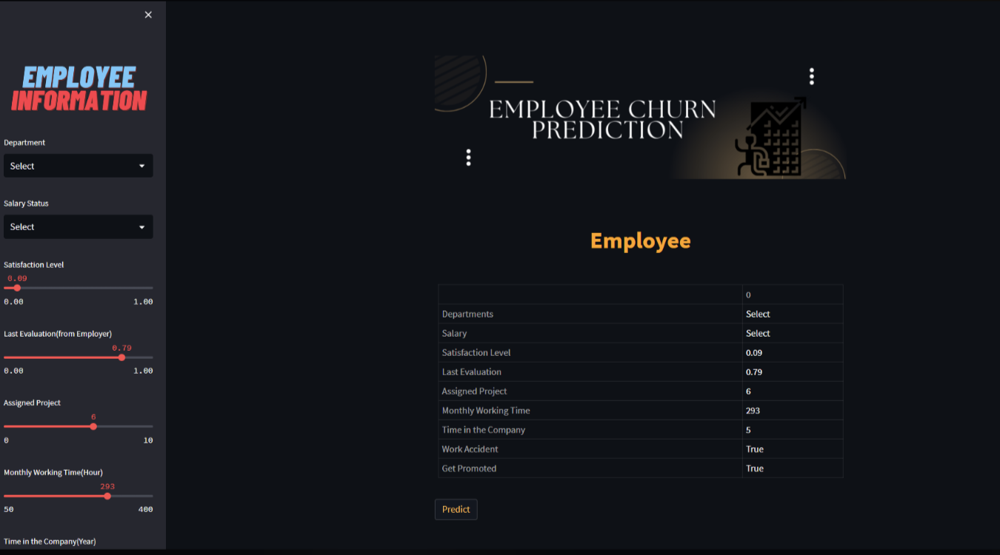 EMPLOYEE
INFORMATION
Department
Select
Salary Status
Select
Satisfaction Level
0.09
0.00 1.00
Last Evaluation(from Employer)
0.79
0.00 1.00
Assigned Project
6
0 10
Monthly Working Time(Hour)
293
50 400
Time in the Company(Year)
EMPLOYEE CHURN
PREDICTION
Employee
0
Departments Select
Salary Select
Satisfaction Level 0.09
Last Evaluation 0.79
Assigned Project 6
Monthly Working Time 293
Time in the Company 5
Work Accident True
Get Promoted True
Predict